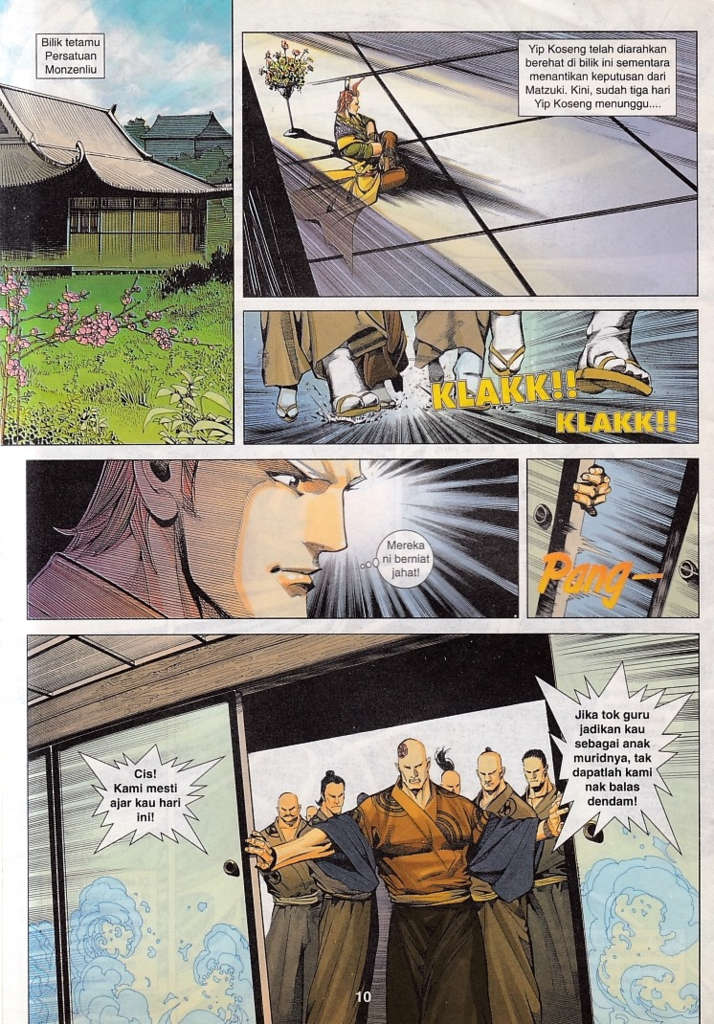 Bilik tetamu
Persatuan
Monzenliu
Yip Koseng telah diarahkan
berehat di bilik ini sementara
menantikan keputusan dari
Matzuki. Kini, sudah tiga hari
Yip Koseng menunggu....
KLAKK!!
KLAKK!!
Mereka
ni berniat
jahat!
Pang—
Cis!
Kami mesti
ajar kau hari
ini!
Jika tok guru
jadikan kau
sebagai anak
muridnya, tak
dapatlah kami
nak balas
dendam!
10